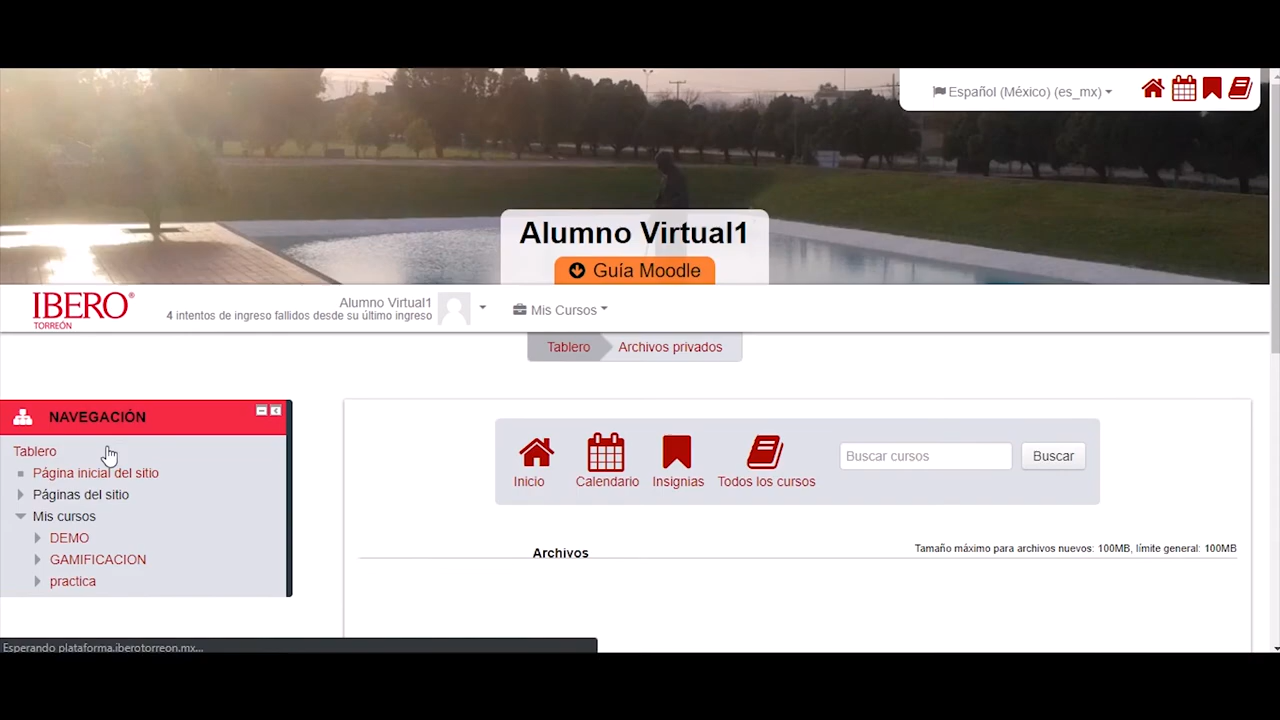 Español (México) (es_mx)
Alumno Virtual1
Guía Moodle
IBERO®
TORREÓN
Alumno Virtual1
4 intentos de ingreso fallidos desde su último ingreso
Mis Cursos
Tablero
Archivos privados
NAVEGACIÓN
Tablero
Página inicial del sitio
Páginas del sitio
Mis cursos
DEMO
GAMIFICACION
practica
Inicio
Calendario
Insignias
Todos los cursos
Buscar cursos
Buscar
Archivos
Tamaño máximo para archivos nuevos: 100MB, límite general: 100MB
Esperando plataforma.iberotorreon.mx...